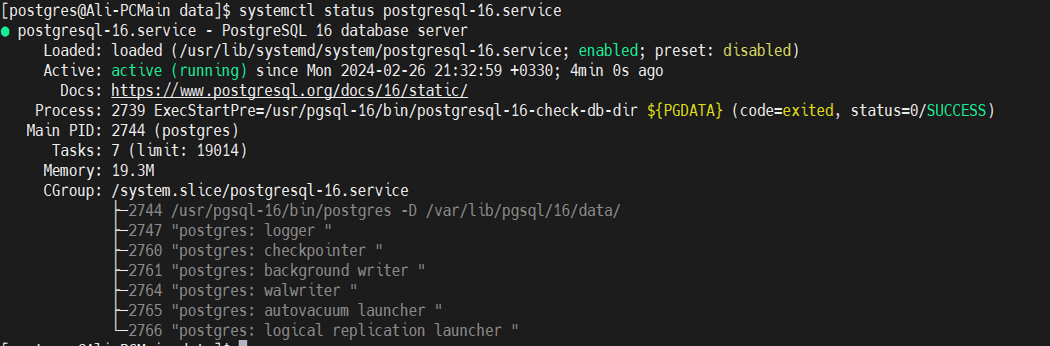 [postgres@Ali-PCMain data]$ systemctl status postgresql-16.service
● postgresql-16.service - PostgreSQL 16 database server
Loaded: loaded (/usr/lib/systemd/system/postgresql-16.service; enabled; preset: disabled)
Active: active (running) since Mon 2024-02-26 21:32:59 +0330; 4min 0s ago
Docs: https://www.postgresql.org/docs/16/static/
Process: 2739 ExecStartPre=/usr/pgsql-16/bin/postgresql-16-check-db-dir ${PGDATA} (code=exited, status=0/SUCCESS)
Main PID: 2744 (postgres)
Tasks: 7 (limit: 19014)
Memory: 19.3M
CGroup: /system.slice/postgresql-16.service
├─2744 /usr/pgsql-16/bin/postgres -D /var/lib/pgsql/16/data/
├─2747 "postgres: logger "
├─2760 "postgres: checkpointer "
├─2761 "postgres: background writer "
├─2764 "postgres: walwriter "
├─2765 "postgres: autovacuum launcher "
└─2766 "postgres: logical replication launcher "
[postgres@Ali-PCMain data]$